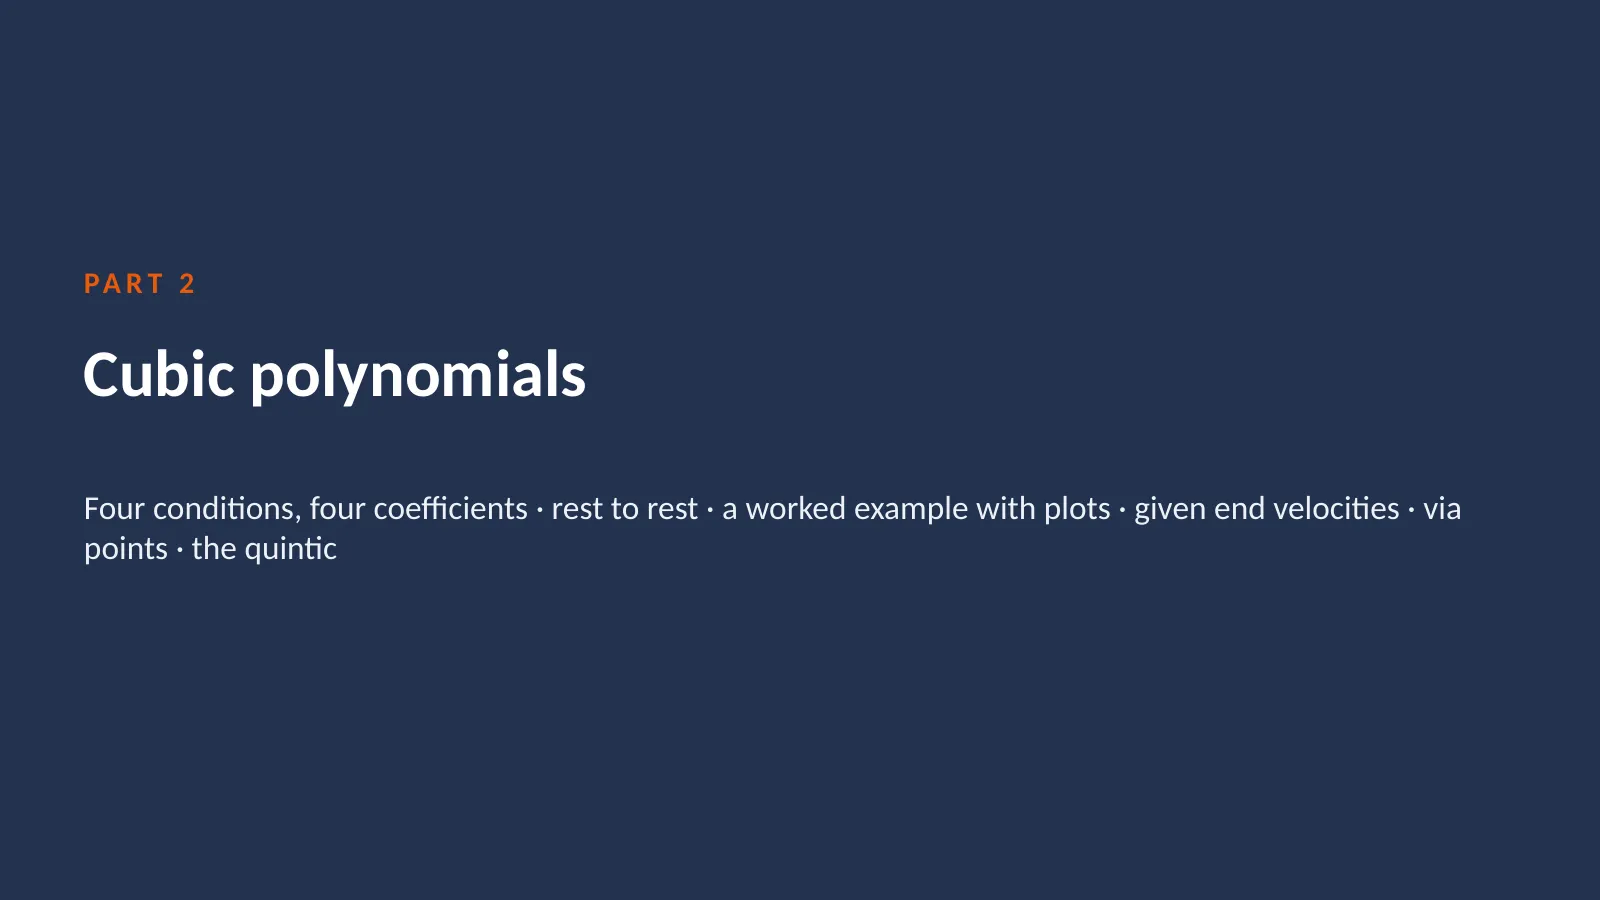 PART 2
Cubic polynomials
Four conditions, four coefficients · rest to rest · a worked example with plots · given end velocities · via
points · the quintic